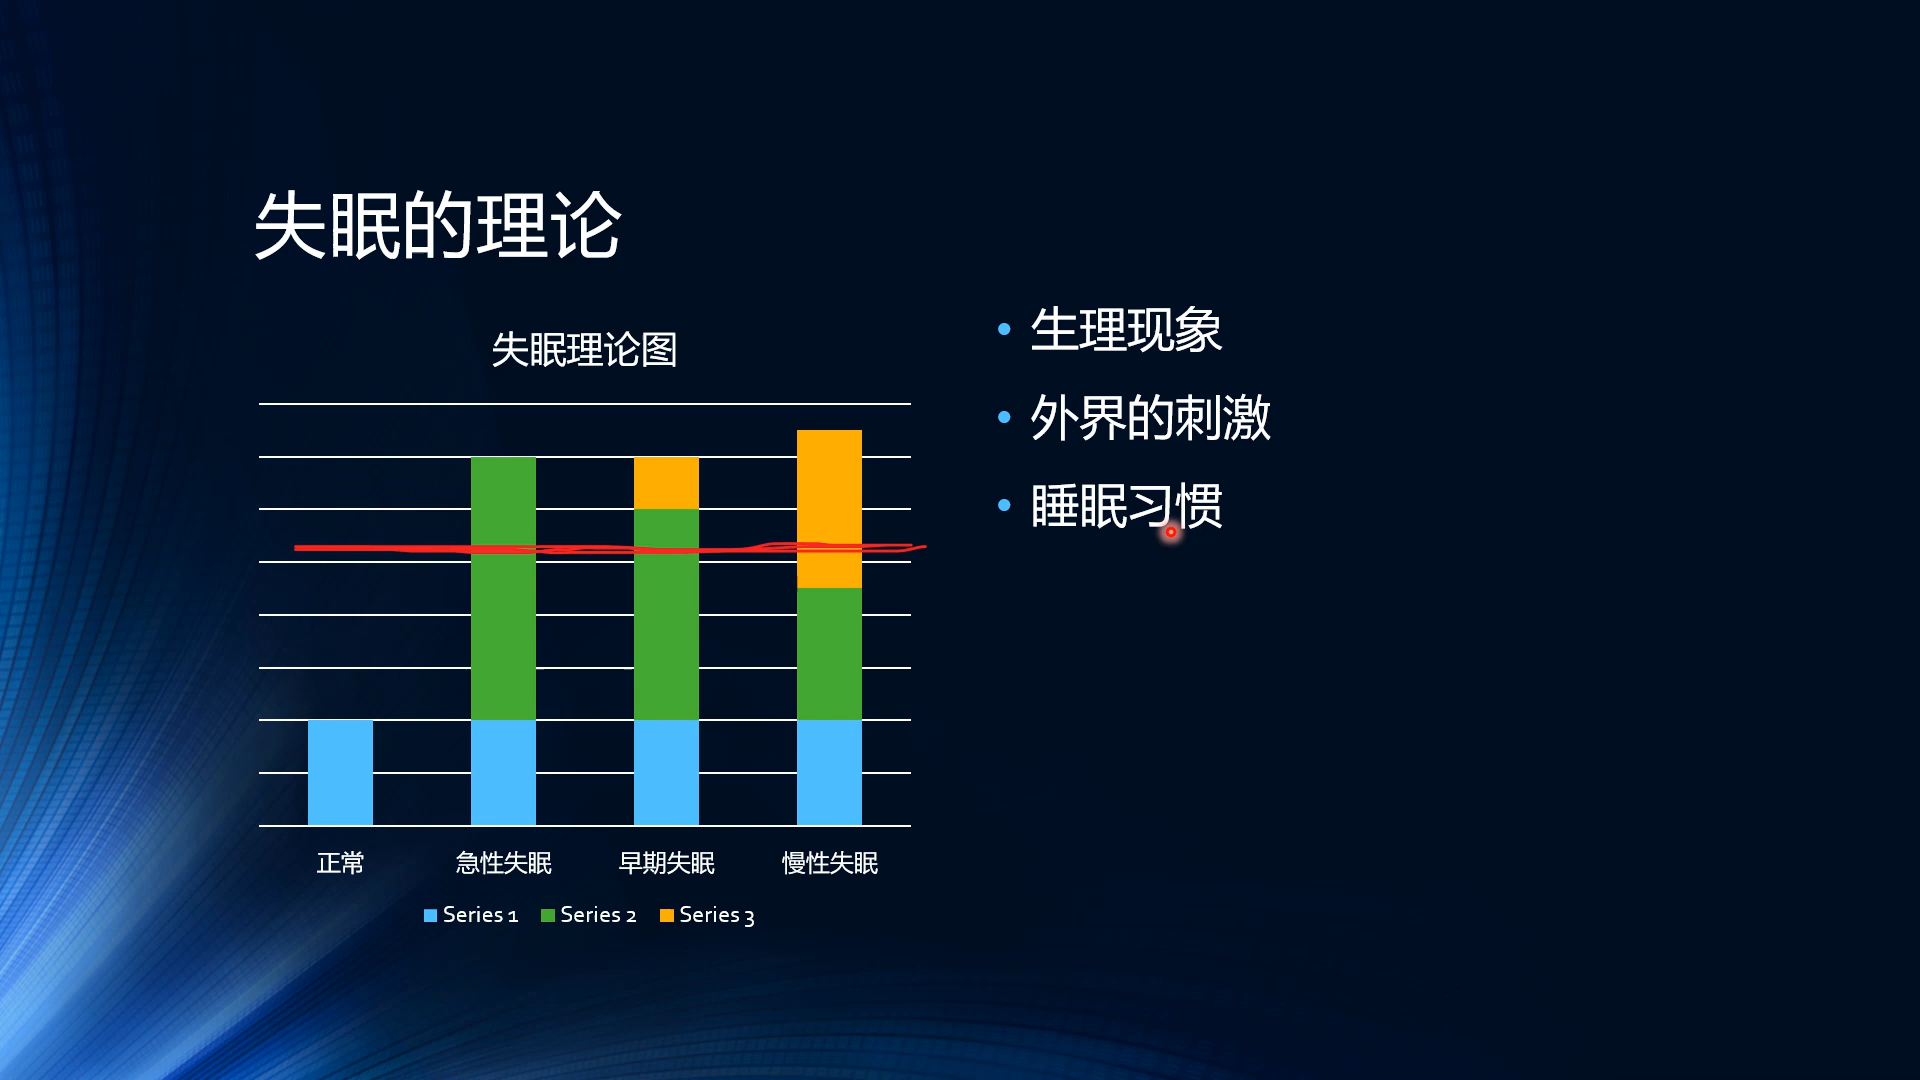 失眠的理论
失眠理论图
正常 急性失眠 早期失眠 慢性失眠
Series 1 Series 2 Series 3
生理现象
外界的刺激
睡眠习惯